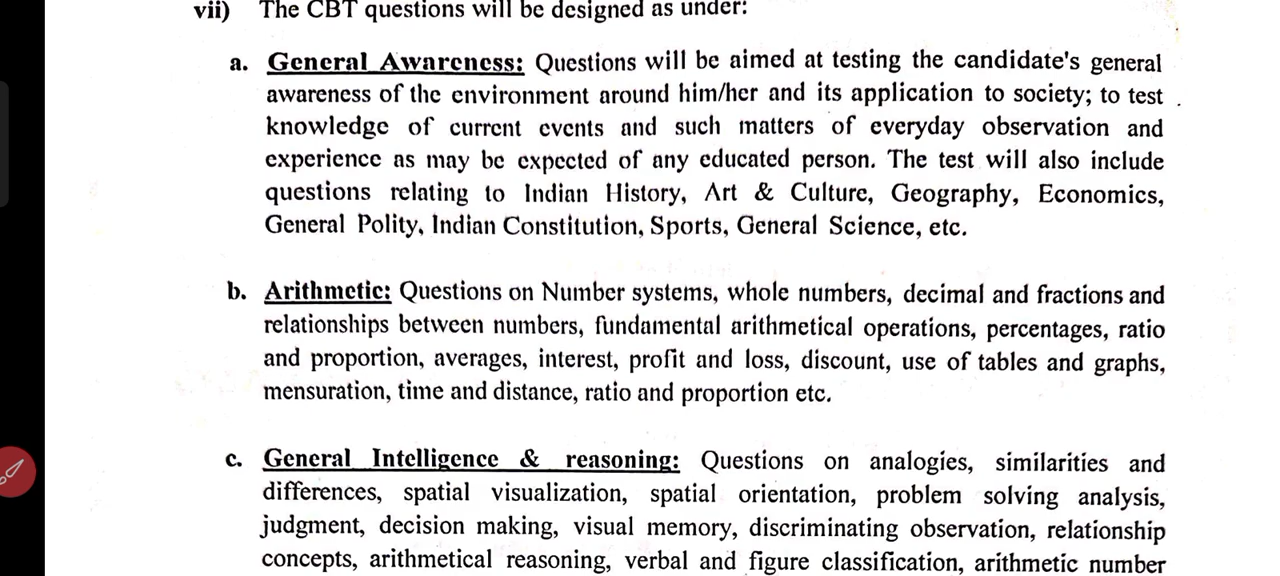 vii) The CBT questions will be designed as under:
a. General Awareness: Questions will be aimed at testing the candidate's general
awareness of the environment around him/her and its application to society; to test
knowledge of current events and such matters of everyday observation and
experience as may be expected of any educated person. The test will also include
questions relating to Indian History, Art & Culture, Geography, Economics,
General Polity, Indian Constitution, Sports, General Science, etc.
b. Arithmetic: Questions on Number systems, whole numbers, decimal and fractions and
relationships between numbers, fundamental arithmetical operations, percentages, ratio
and proportion, averages, interest, profit and loss, discount, use of tables and graphs,
mensuration, time and distance, ratio and proportion etc.
c. General Intelligence & reasoning: Questions on analogies, similarities and
differences, spatial visualization, spatial orientation, problem solving analysis,
judgment, decision making, visual memory, discriminating observation, relationship
concepts, arithmetical reasoning, verbal and figure classification, arithmetic number